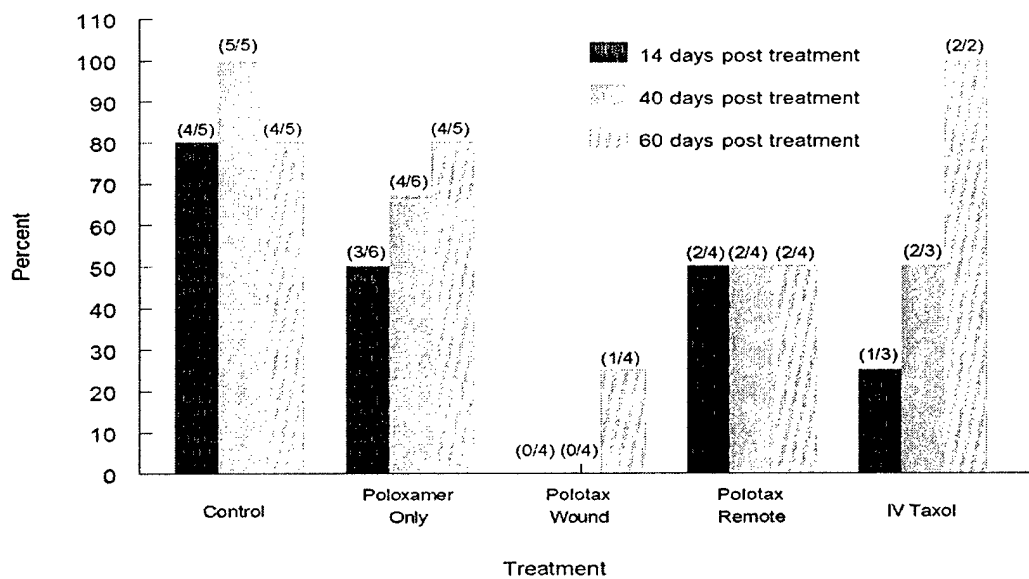 110
100
90
80
70
60
50
40
30
20
10
0
Percent
(4/5)
(5/5)
(4/5)
(3/6)
(4/6)
(4/5)
(0/4) (0/4)
(1/4)
(2/4) (2/4) (2/4)
(1/3)
(2/3)
(2/2)
14 days post treatment
40 days post treatment
60 days post treatment
Control
Poloxamer
Only
Polotax
Wound
Polotax
Remote
IV Taxol
Treatment